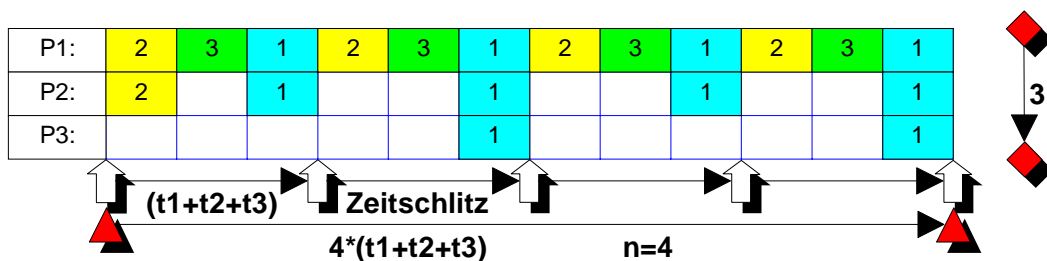 P1: 2 3 1 2 3 1 2 3 1 2 3 1
P2: 2 1 1 1 1
3
P3: 1 1
(t1+t2+t3) Zeitschlitz
4*(t1+t2+t3) n=4